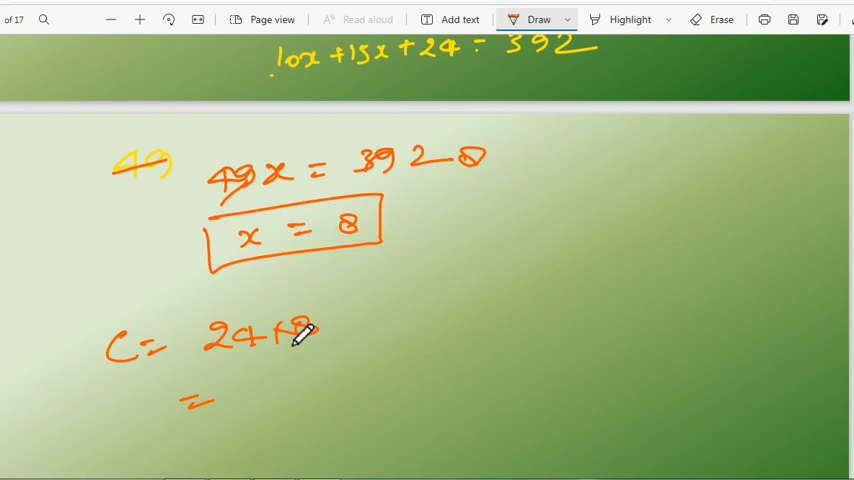 of 17 Page view Read aloud Add text Draw Highlight Erase
10x + 15x + 24 = 392
49 49x = 392 8
x = 8
C = 24 + 8
=